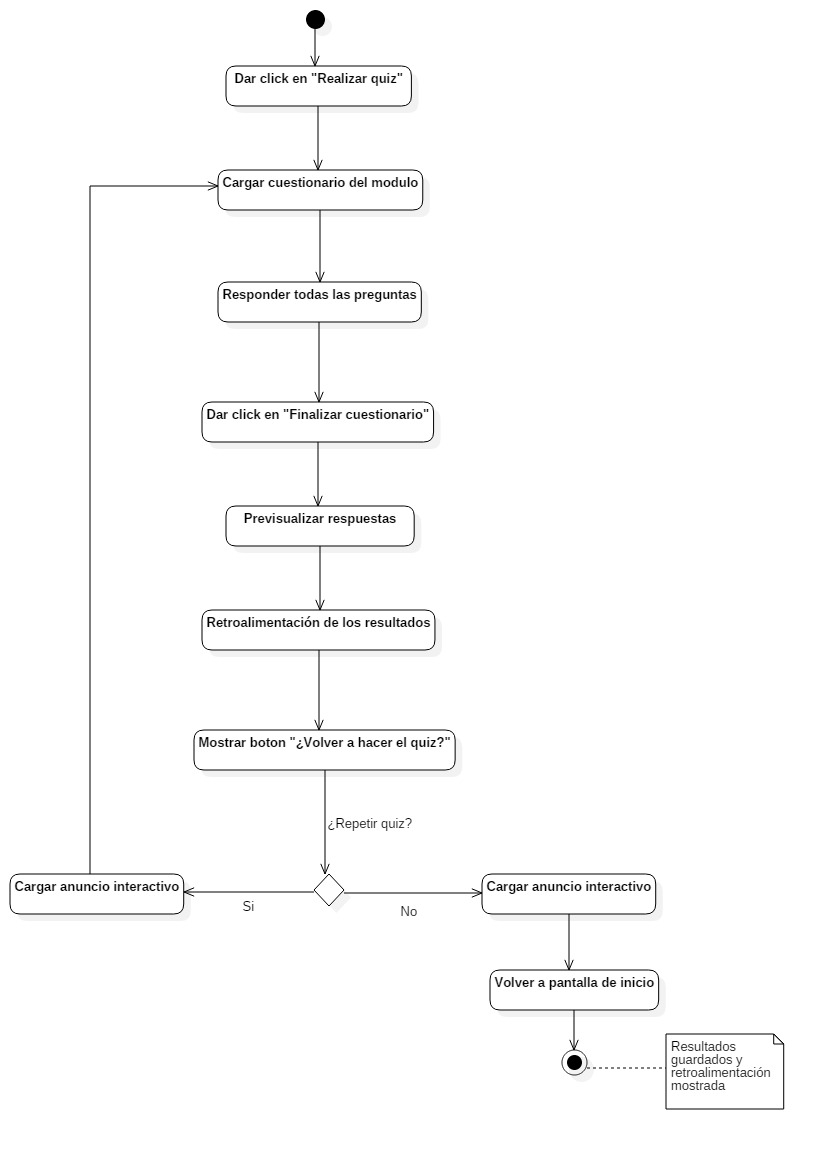 Dar click en "Realizar quiz"
Cargar cuestionario del modulo
Responder todas las preguntas
Dar click en "Finalizar cuestionario"
Previsualizar respuestas
Retroalimentación de los resultados
Mostrar boton "¿Volver a hacer el quiz?"
¿Repetir quiz?
Cargar anuncio interactivo
Si
No
Cargar anuncio interactivo
Volver a pantalla de inicio
Resultados
guardados y
retroalimentación
mostrada